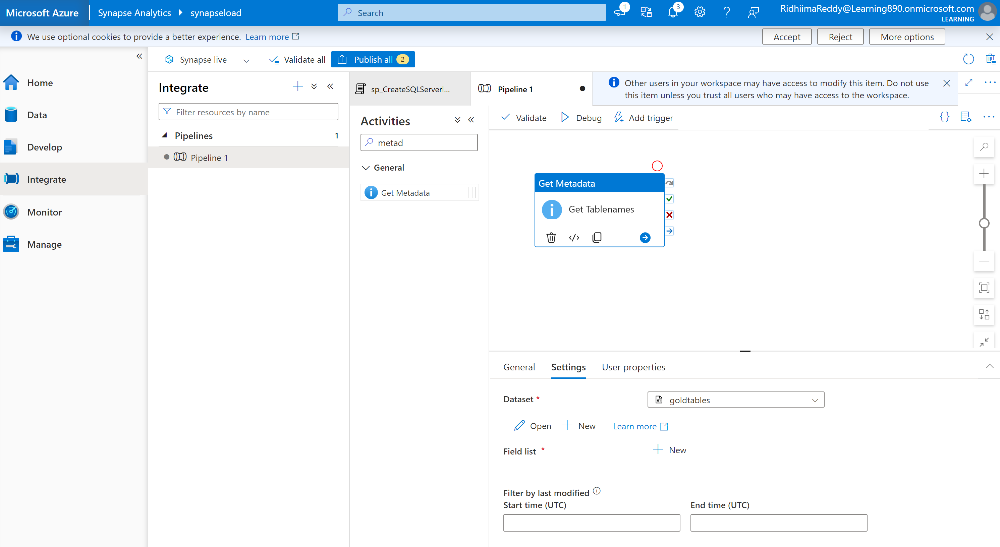 Microsoft Azure
Synapse Analytics
synapseload
Search
1
3
RidhiimaReddy@Learning890.onmicrosoft.com
LEARNING
We use optional cookies to provide a better experience. Learn more
Accept
Reject
More options
Synapse live
Validate all
Publish all 2
Home
Data
Develop
Integrate
Monitor
Manage
Integrate
Filter resources by name
Pipelines 1
Pipeline 1
sp_CreateSQLServerl...
Pipeline 1
Other users in your workspace may have access to modify this item. Do not use
this item unless you trust all users who may have access to the workspace.
Activities
metad
General
Get Metadata
Validate
Debug
Add trigger
Get Metadata
Get Tablenames
General
Settings
User properties
Dataset *
01 goldtables
Open
New
Learn more
Field list *
New
Filter by last modified
Start time (UTC)
End time (UTC)